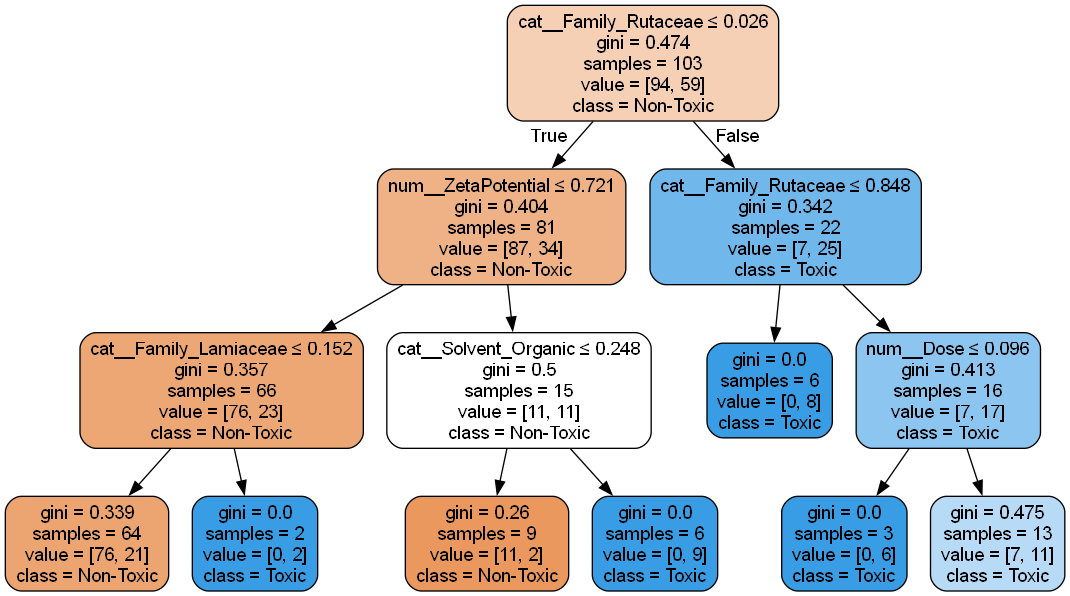 cat__Family_Rutaceae ≤ 0.026
gini = 0.474
samples = 103
value = [94, 59]
class = Non-Toxic
True
False
num__ZetaPotential ≤ 0.721
gini = 0.404
samples = 81
value = [87, 34]
class = Non-Toxic
cat__Family_Rutaceae ≤ 0.848
gini = 0.342
samples = 22
value = [7, 25]
class = Toxic
cat__Family_Lamiaceae ≤ 0.152
gini = 0.357
samples = 66
value = [76, 23]
class = Non-Toxic
cat__Solvent_Organic ≤ 0.248
gini = 0.5
samples = 15
value = [11, 11]
class = Non-Toxic
gini = 0.0
samples = 6
value = [0, 8]
class = Toxic
num__Dose ≤ 0.096
gini = 0.413
samples = 16
value = [7, 17]
class = Toxic
gini = 0.339
samples = 64
value = [76, 21]
class = Non-Toxic
gini = 0.0
samples = 2
value = [0, 2]
class = Toxic
gini = 0.26
samples = 9
value = [11, 2]
class = Non-Toxic
gini = 0.0
samples = 6
value = [0, 9]
class = Toxic
gini = 0.0
samples = 3
value = [0, 6]
class = Toxic
gini = 0.475
samples = 13
value = [7, 11]
class = Toxic